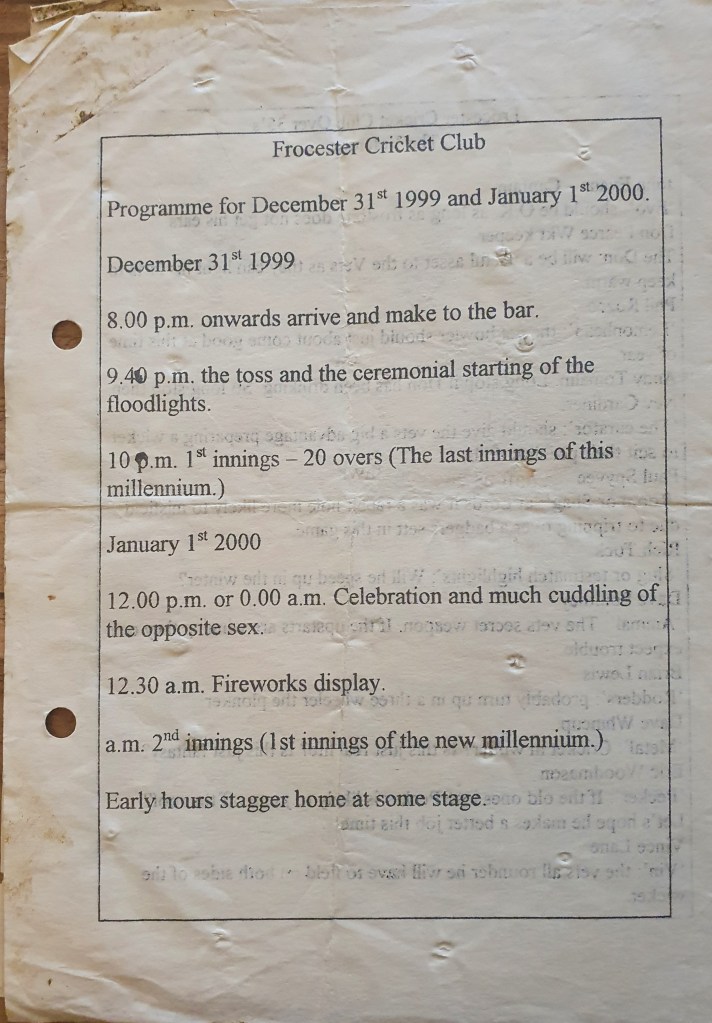 Frocester Cricket Club
Programme for December 31st 1999 and January 1st 2000.
December 31st 1999
8.00 p.m. onwards arrive and make to the bar.
9.40 p.m. the toss and the ceremonial starting of the
floodlights.
10 p.m. 1st innings – 20 overs (The last innings of this
millennium.)
January 1st 2000
12.00 p.m. or 0.00 a.m. Celebration and much cuddling of
the opposite sex.
12.30 a.m. Fireworks display.
a.m. 2nd innings (1st innings of the new millennium.)
Early hours stagger home at some stage.